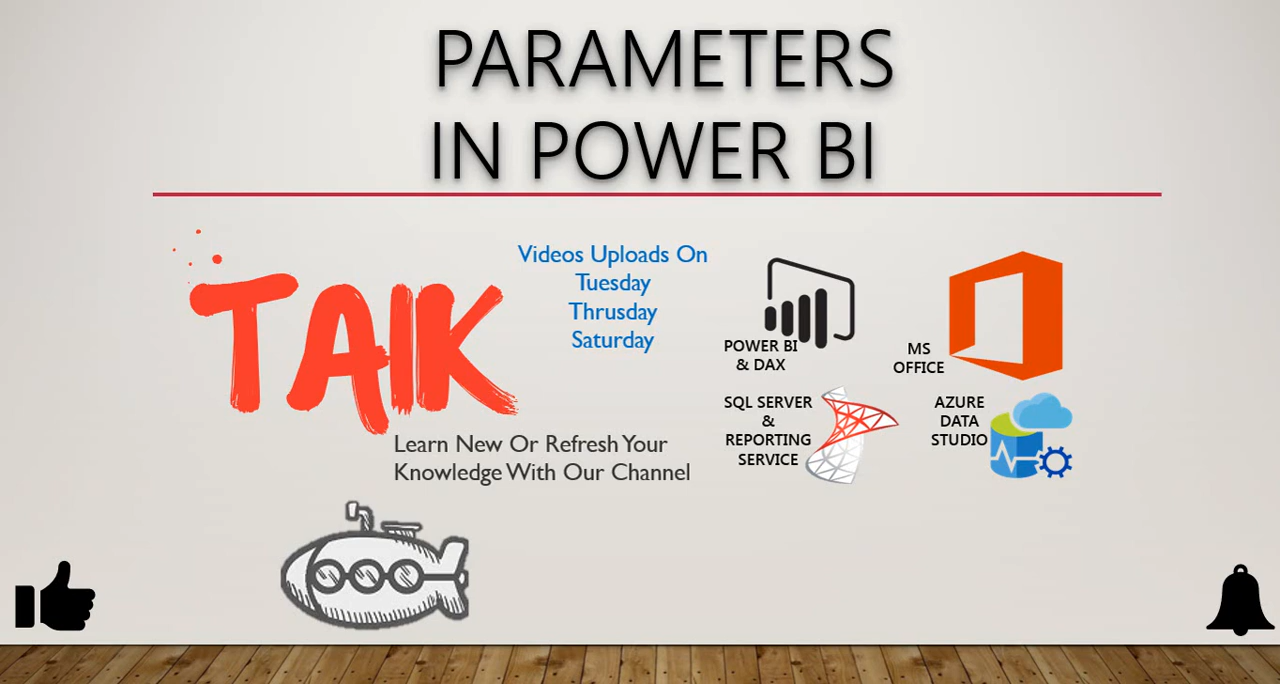 PARAMETERS
IN POWER BI
TAIK
Videos Uploads On
Tuesday
Thrusday
Saturday
POWER BI
& DAX
MS
OFFICE
SQL SERVER
&
REPORTING
SERVICE
AZURE
DATA
STUDIO
Learn New Or Refresh Your
Knowledge With Our Channel